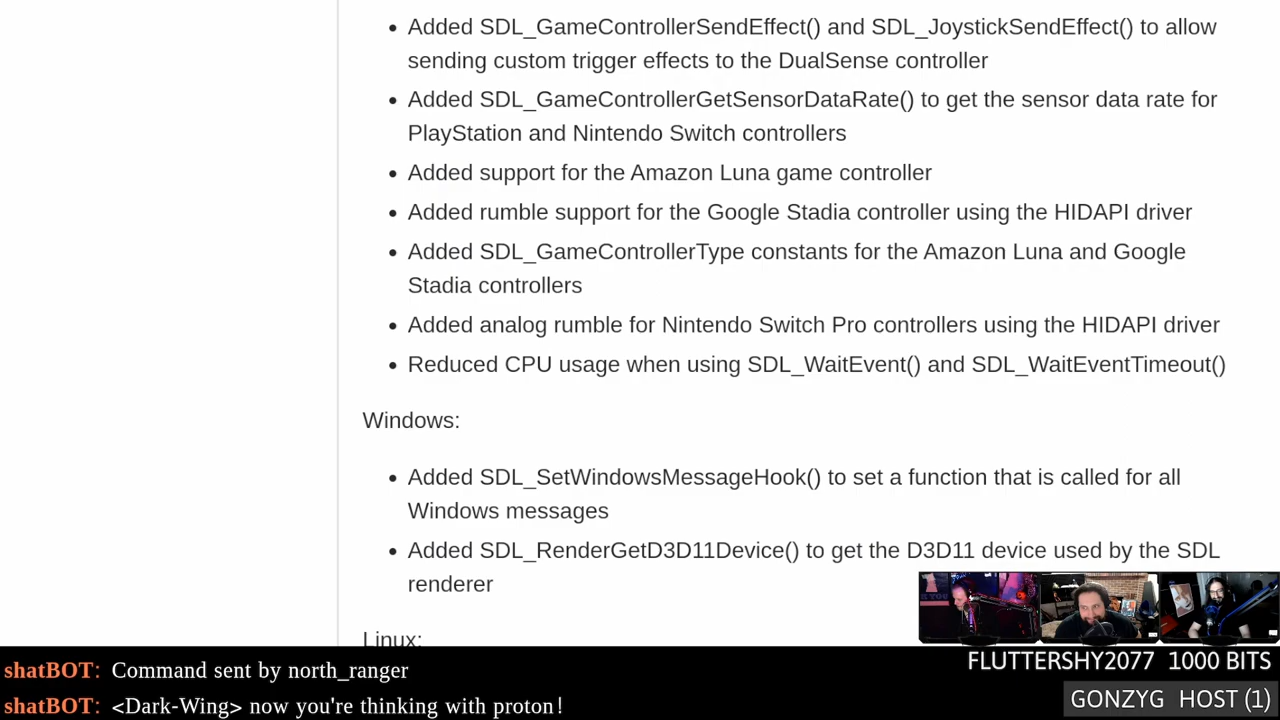 Added SDL_GameControllerSendEffect() and SDL_JoystickSendEffect() to allow
sending custom trigger effects to the DualSense controller
Added SDL_GameControllerGetSensorDataRate() to get the sensor data rate for
PlayStation and Nintendo Switch controllers
Added support for the Amazon Luna game controller
Added rumble support for the Google Stadia controller using the HIDAPI driver
Added SDL_GameControllerType constants for the Amazon Luna and Google
Stadia controllers
Added analog rumble for Nintendo Switch Pro controllers using the HIDAPI driver
Reduced CPU usage when using SDL_WaitEvent() and SDL_WaitEventTimeout()
Windows:
Added SDL_SetWindowsMessageHook() to set a function that is called for all
Windows messages
Added SDL_RenderGetD3D11Device() to get the D3D11 device used by the SDL
renderer
Linux:
shatBOT: Command sent by north_ranger
shatBOT: <Dark-Wing> now you're thinking with proton!
FLUTTERSHY2077 1000 BITS
GONZYG HOST (1)